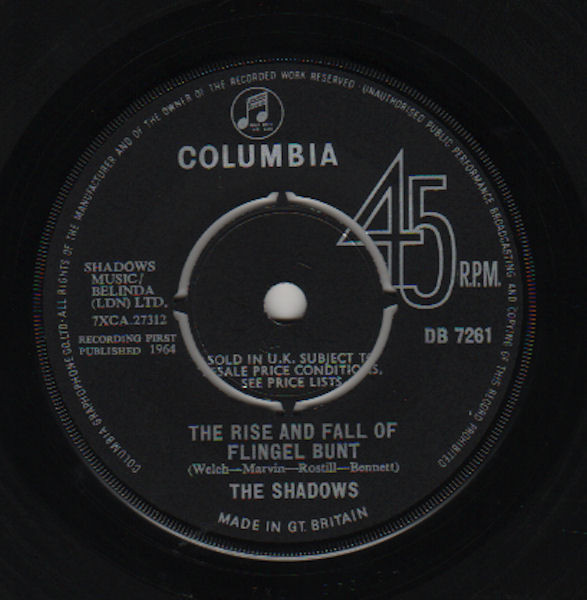 COLUMBIA GRAPHOPHONE CO. LTD · ALL RIGHTS OF THE MANUFACTURER AND OF THE OWNER OF THE RECORDED WORK RESERVED. UNAUTHORISED PUBLIC PERFORMANCE BROADCASTING AND COPYING OF THIS RECORD PROHIBITED
COLUMBIA
45
R.P.M.
SHADOWS
MUSIC/
BELINDA
(LDN) LTD.
7XCA.27312
RECORDING FIRST
PUBLISHED 1964
DB 7261
SOLD IN U.K. SUBJECT TO
RESALE PRICE CONDITIONS,
SEE PRICE LISTS
THE RISE AND FALL OF
FLINGEL BUNT
(Welch—Marvin—Rostill—Bennett)
THE SHADOWS
MADE IN GT. BRITAIN